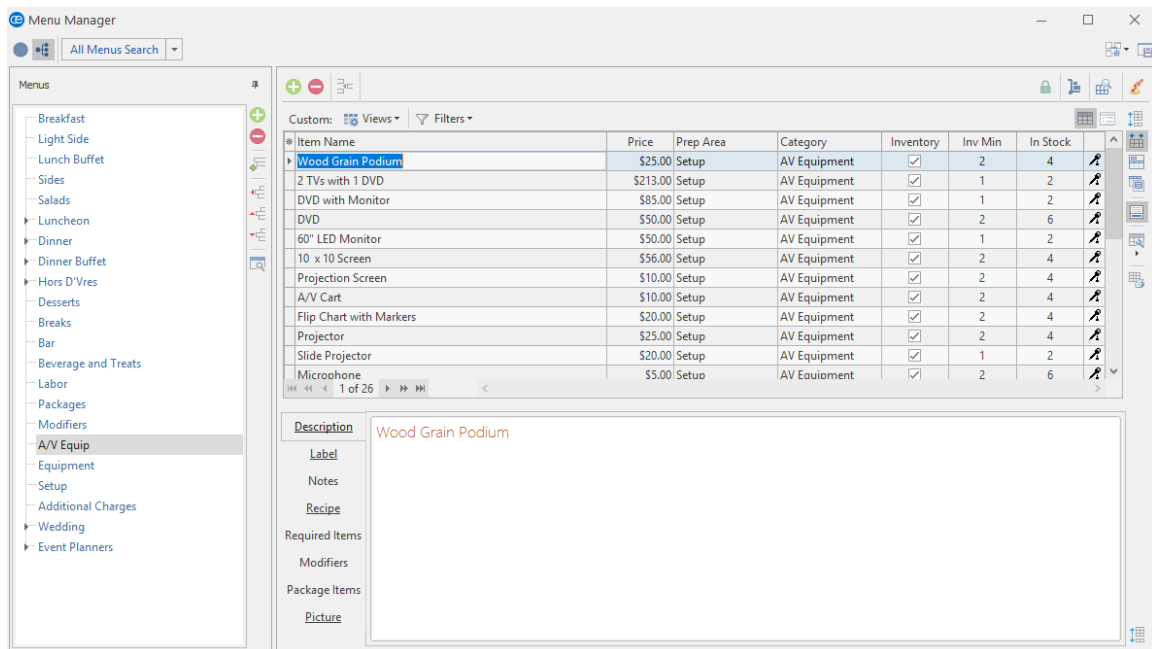 Menu Manager
All Menus Search
Menus
Breakfast
Light Side
Lunch Buffet
Sides
Salads
Luncheon
Dinner
Dinner Buffet
Hors D'Vres
Desserts
Breaks
Bar
Beverage and Treats
Labor
Packages
Modifiers
A/V Equip
Equipment
Setup
Additional Charges
Wedding
Event Planners
Custom: Views Filters
Item Name Price Prep Area Category Inventory Inv Min In Stock
Wood Grain Podium $25.00 Setup AV Equipment 2 4
2 TVs with 1 DVD $213.00 Setup AV Equipment 1 2
DVD with Monitor $85.00 Setup AV Equipment 1 2
DVD $50.00 Setup AV Equipment 2 6
60" LED Monitor $50.00 Setup AV Equipment 1 2
10 x 10 Screen $56.00 Setup AV Equipment 2 4
Projection Screen $10.00 Setup AV Equipment 2 4
A/V Cart $10.00 Setup AV Equipment 2 4
Flip Chart with Markers $20.00 Setup AV Equipment 2 4
Projector $25.00 Setup AV Equipment 2 4
Slide Projector $20.00 Setup AV Equipment 1 2
Microphone $5.00 Setup AV Equipment 2 6
1 of 26
Description
Label
Notes
Recipe
Required Items
Modifiers
Package Items
Picture
Wood Grain Podium